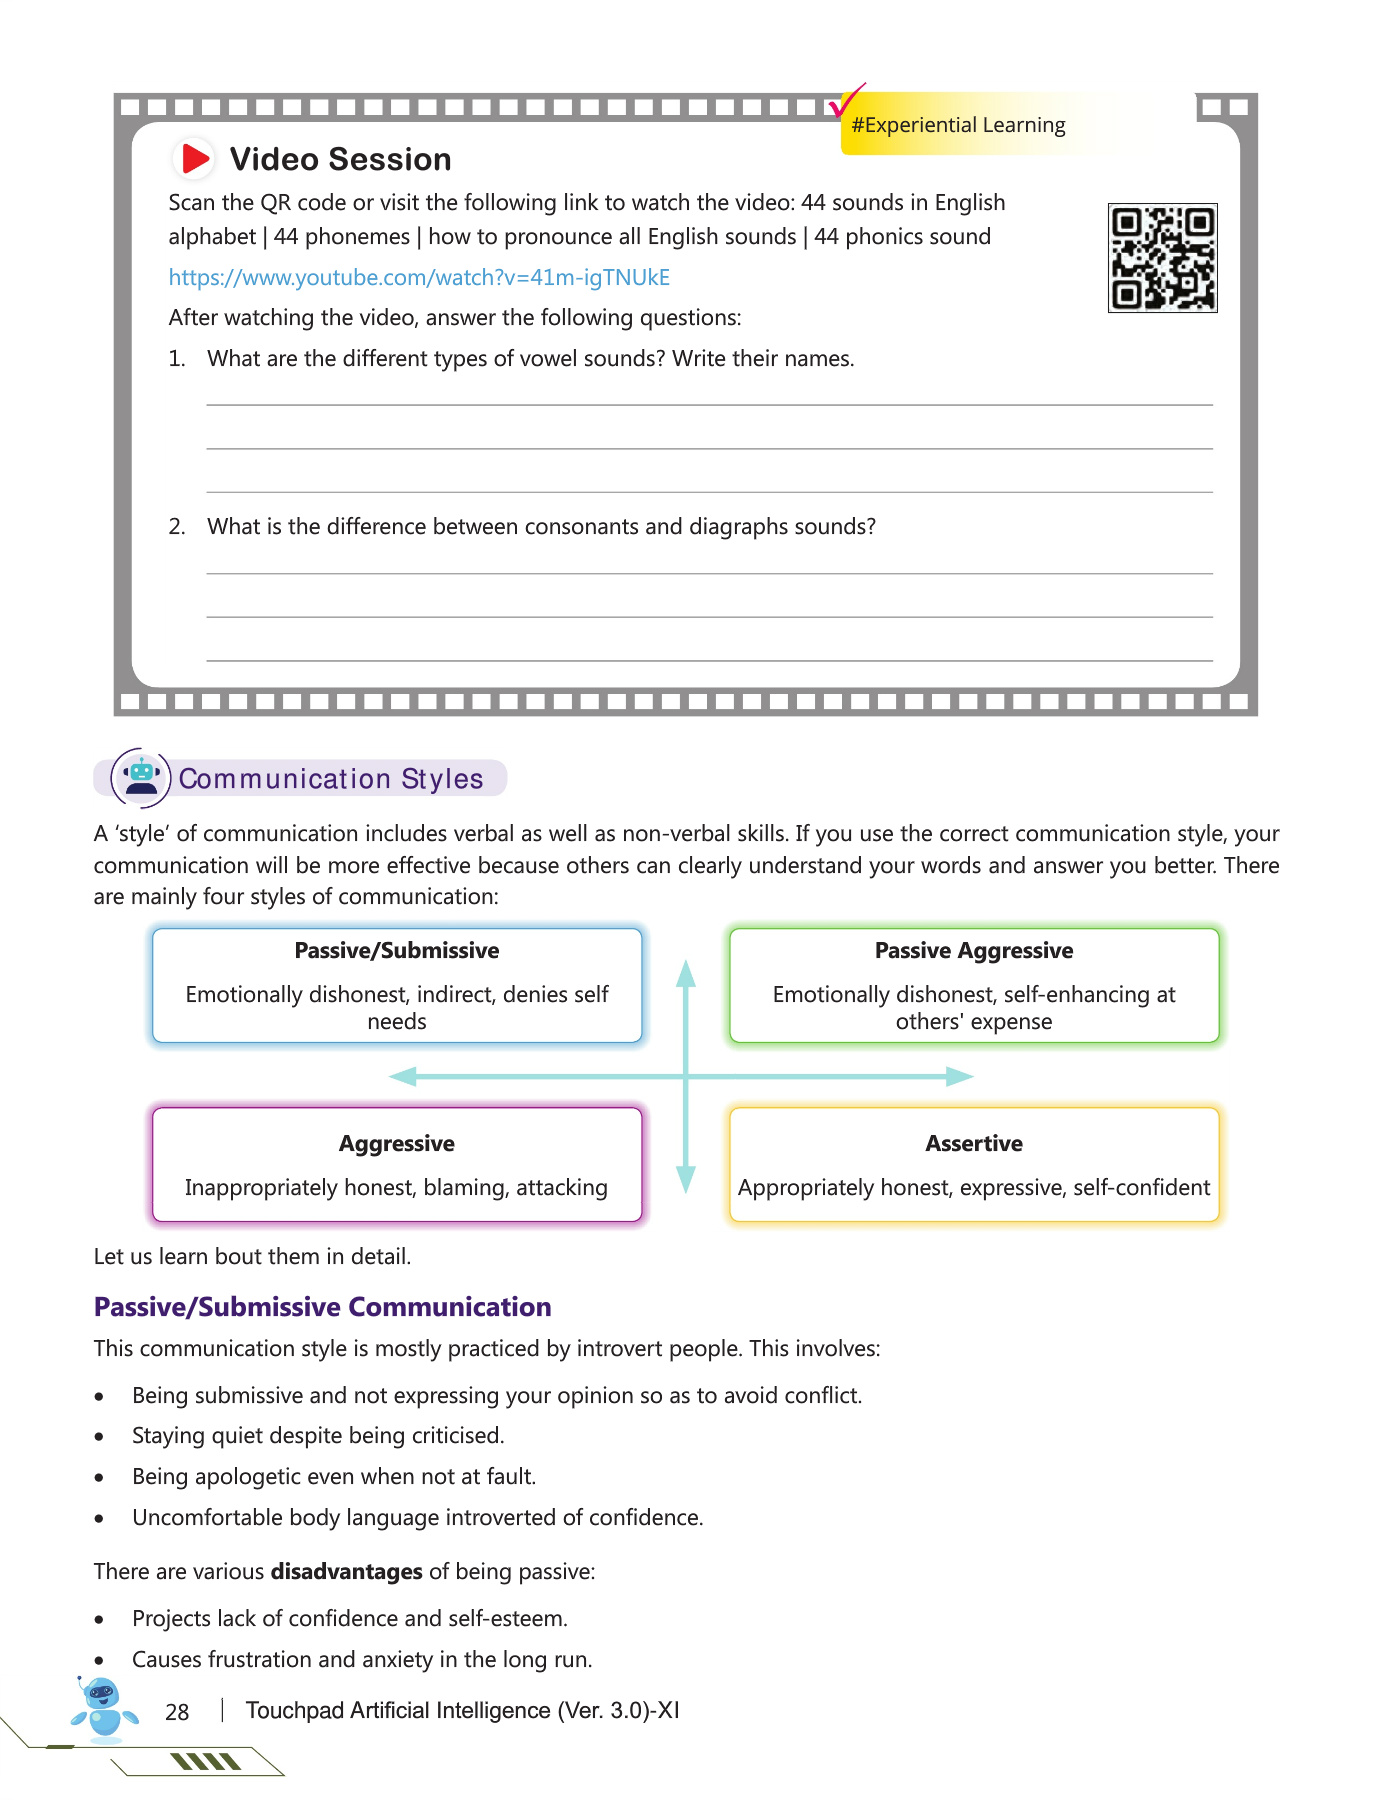 #Experiential Learning
Video Session
Scan the QR code or visit the following link to watch the video: 44 sounds in English
alphabet | 44 phonemes | how to pronounce all English sounds | 44 phonics sound
https://www.youtube.com/watch?v=41m-igTNUkE
After watching the video, answer the following questions:
1. What are the different types of vowel sounds? Write their names.
2. What is the difference between consonants and diagraphs sounds?
Communication Styles
A ‘style’ of communication includes verbal as well as non-verbal skills. If you use the correct communication style, your
communication will be more effective because others can clearly understand your words and answer you better. There
are mainly four styles of communication:
Passive/Submissive
Emotionally dishonest, indirect, denies self
needs
Passive Aggressive
Emotionally dishonest, self-enhancing at
others' expense
Aggressive
Inappropriately honest, blaming, attacking
Assertive
Appropriately honest, expressive, self-confident
Let us learn bout them in detail.
Passive/Submissive Communication
This communication style is mostly practiced by introvert people. This involves:
• Being submissive and not expressing your opinion so as to avoid conflict.
• Staying quiet despite being criticised.
• Being apologetic even when not at fault.
• Uncomfortable body language introverted of confidence.
There are various disadvantages of being passive:
• Projects lack of confidence and self-esteem.
• Causes frustration and anxiety in the long run.
28 | Touchpad Artificial Intelligence (Ver. 3.0)-XI